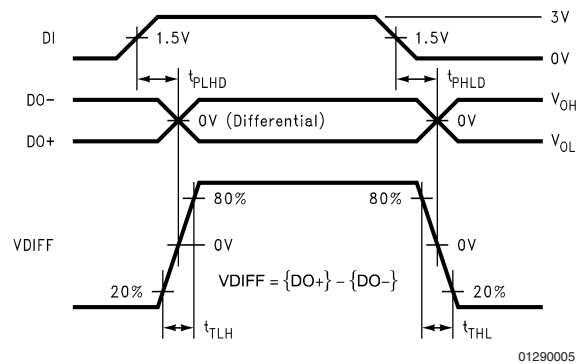 3V
DI
1.5V
1.5V
0V
tPLHD
tPHLD
DO−
VOH
0V (Differential)
0V
DO+
VOL
80%
80%
VDIFF
0V
0V
VDIFF = {DO+} – {DO–}
20%
20%
tTLH
tTHL
01290005